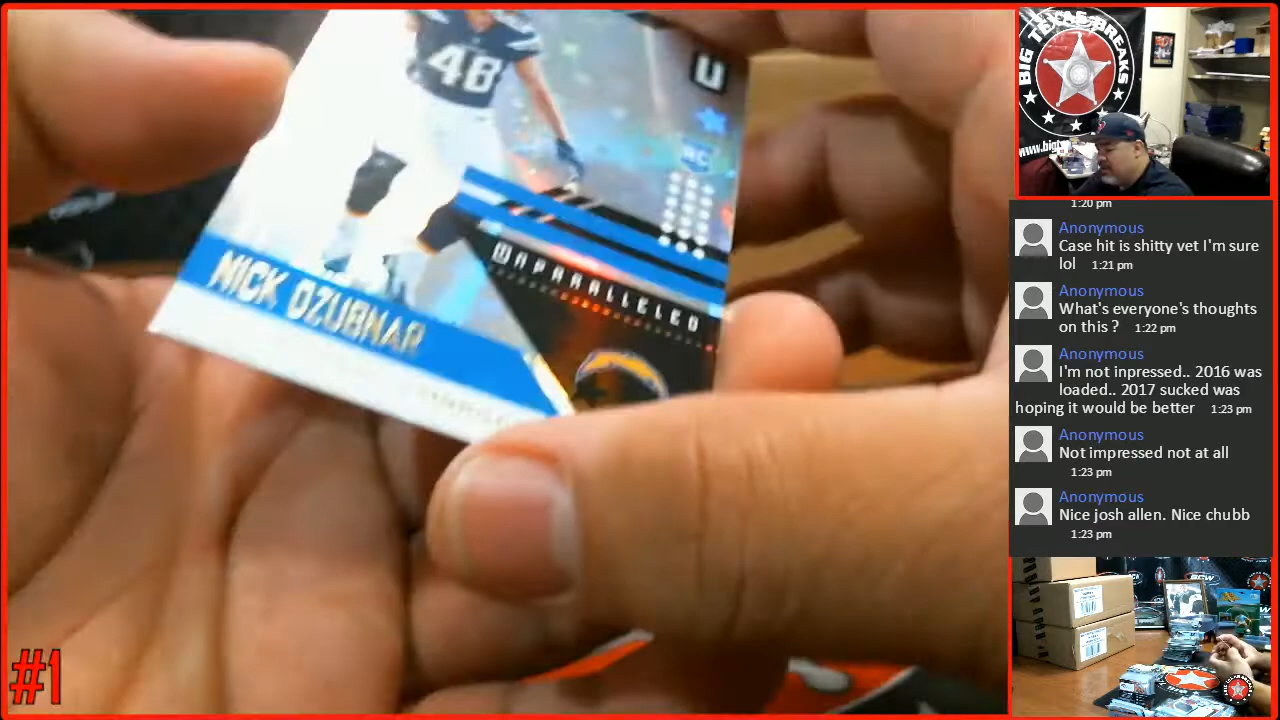 48
U
RC
UNPARALLELED
NICK DZUBNAR
#1
BIG TEXAS BREAKS
www.big
1:20 pm
Anonymous
Case hit is shitty vet I'm sure
lol 1:21 pm
Anonymous
What's everyone's thoughts
on this ? 1:22 pm
Anonymous
I'm not inpressed.. 2016 was
loaded.. 2017 sucked was
hoping it would be better 1:23 pm
Anonymous
Not impressed not at all
1:23 pm
Anonymous
Nice josh allen. Nice chubb
1:23 pm